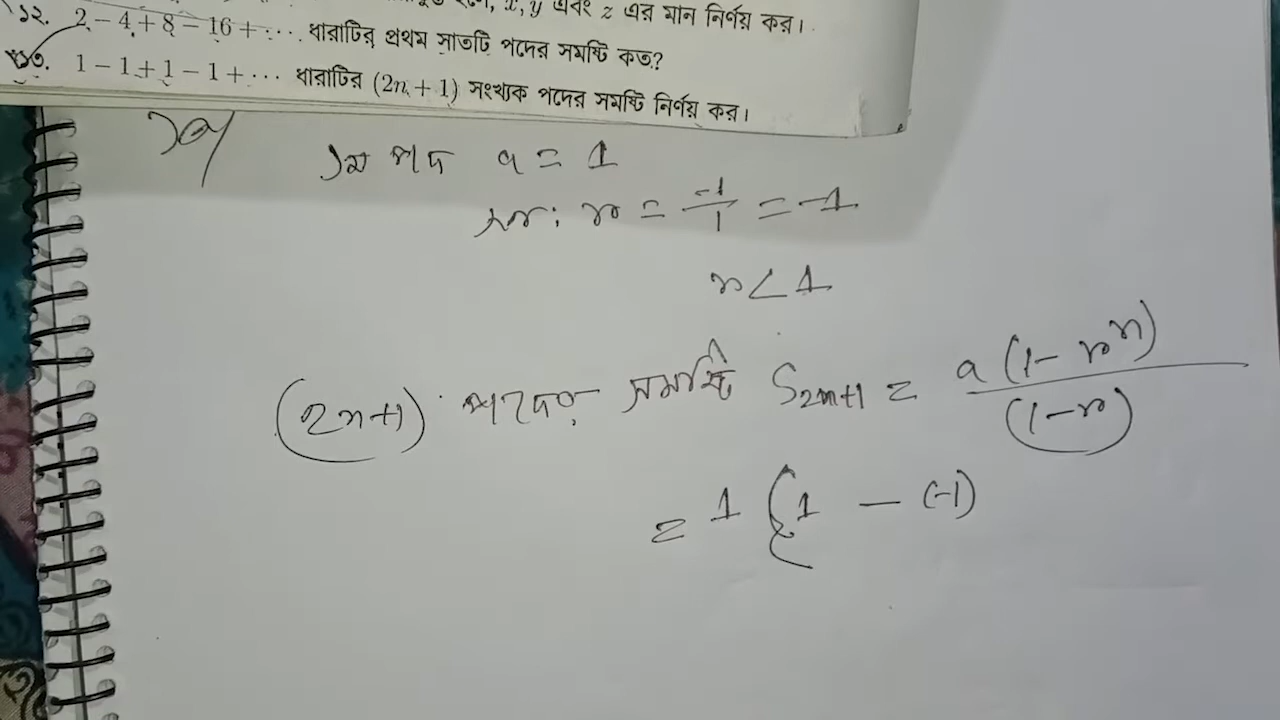 x, y এবং z এর মান নির্ণয় কর।
১২. 2 − 4 + 8 − 16 + ⋯ ধারাটির প্রথম সাতটি পদের সমষ্টি কত?
১৩. 1 − 1 + 1 − 1 + ⋯ ধারাটির (2n + 1) সংখ্যক পদের সমষ্টি নির্ণয় কর।
১৩
১ম পদ a = 1
r = -1/1 = -1
r < 1
(2n+1) পদের সমষ্টি S2n+1 = a(1-r^n)/(1-r)
= 1 {1 - (-1)